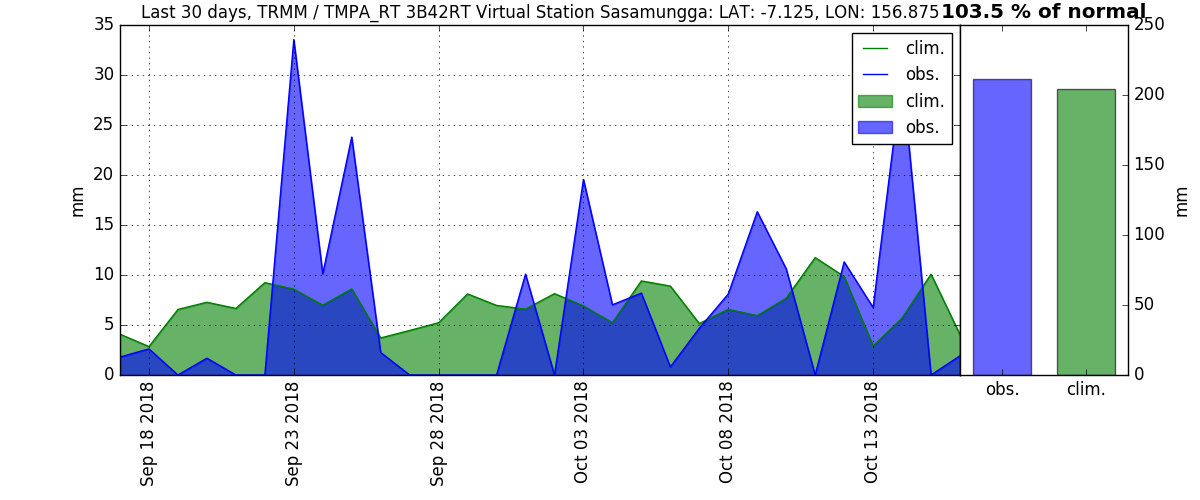 Last 30 days, TRMM / TMPA_RT 3B42RT Virtual Station Sasamungga: LAT: -7.125, LON: 156.875
103.5 % of normal
35
30
25
20
15
10
5
0
mm
clim.
obs.
clim.
obs.
Sep 18 2018
Sep 23 2018
Sep 28 2018
Oct 03 2018
Oct 08 2018
Oct 13 2018
250
200
150
100
50
0
mm
obs.
clim.